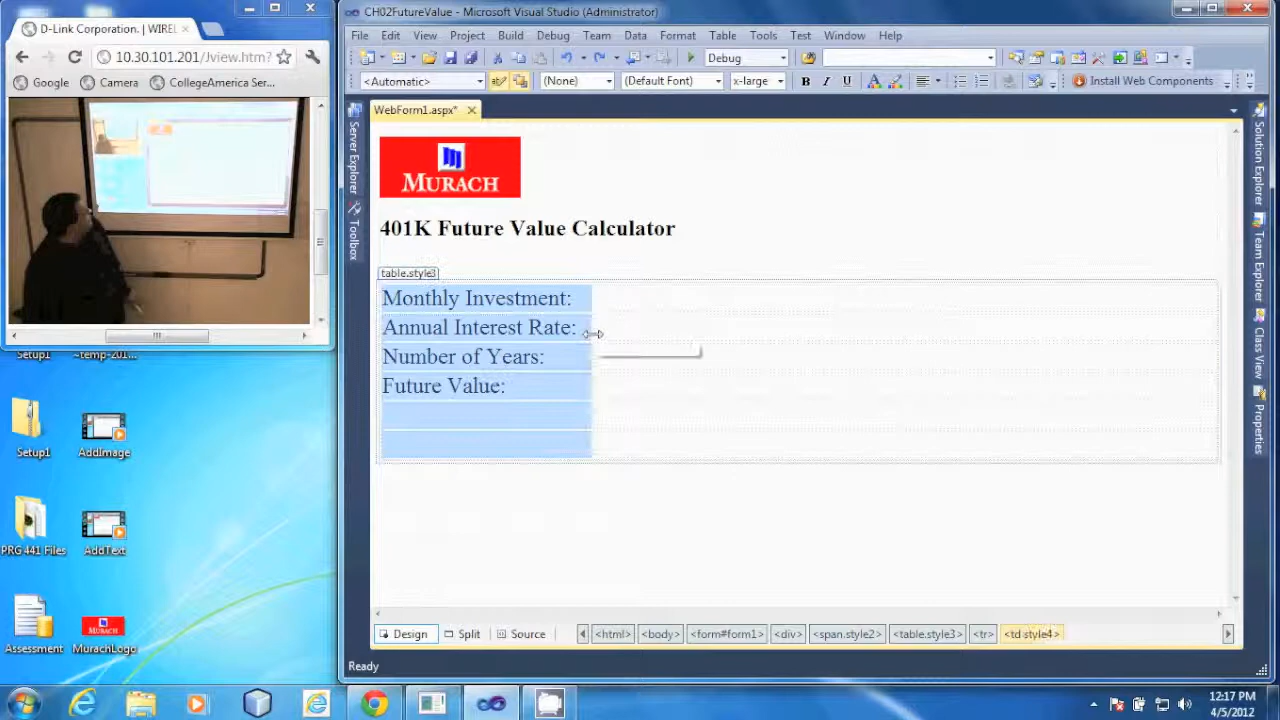 D-Link Corporation. | WIREL
10.30.101.201/Jview.htm?
Google Camera CollegeAmerica Ser...
Setup1 ~temp-201...
Setup1 AddImage
PRG 441 Files AddText
Assessment MurachLogo
CH02FutureValue - Microsoft Visual Studio (Administrator)
File Edit View Project Build Debug Team Data Format Table Tools Test Window Help
Debug
<Automatic> (None) (Default Font) x-large B I U A Install Web Components
WebForm1.aspx*
MURACH
401K Future Value Calculator
table.style3
Monthly Investment:
Annual Interest Rate:
Number of Years:
Future Value:
Server Explorer
Toolbox
Solution Explorer
Team Explorer
Class View
Properties
Design Split Source <html> <body> <form#form1> <div> <span.style2> <table.style3> <tr> <td.style4>
Ready
12:17 PM
4/5/2012